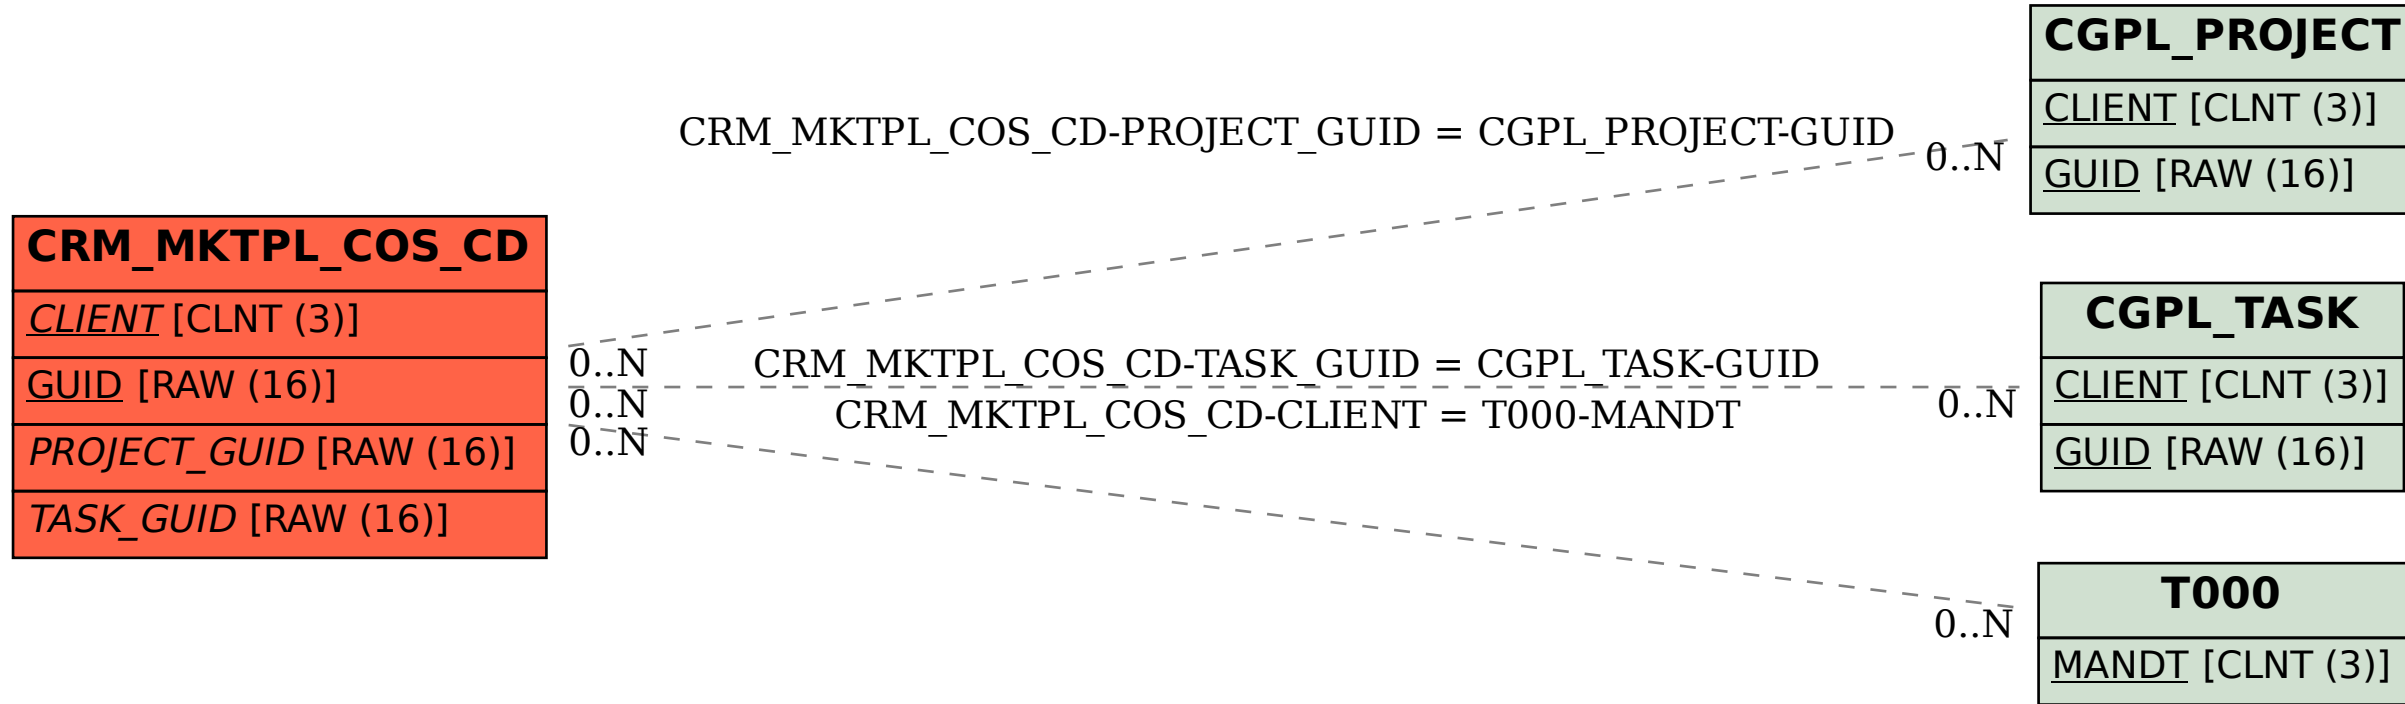 CRM_MKTPL_COS_CD
CLIENT [CLNT (3)]
GUID [RAW (16)]
PROJECT_GUID [RAW (16)]
TASK_GUID [RAW (16)]
CRM_MKTPL_COS_CD-PROJECT_GUID = CGPL_PROJECT-GUID
0..N
0..N
CRM_MKTPL_COS_CD-TASK_GUID = CGPL_TASK-GUID
0..N
0..N
CRM_MKTPL_COS_CD-CLIENT = T000-MANDT
0..N
0..N
CGPL_PROJECT
CLIENT [CLNT (3)]
GUID [RAW (16)]
CGPL_TASK
CLIENT [CLNT (3)]
GUID [RAW (16)]
T000
MANDT [CLNT (3)]